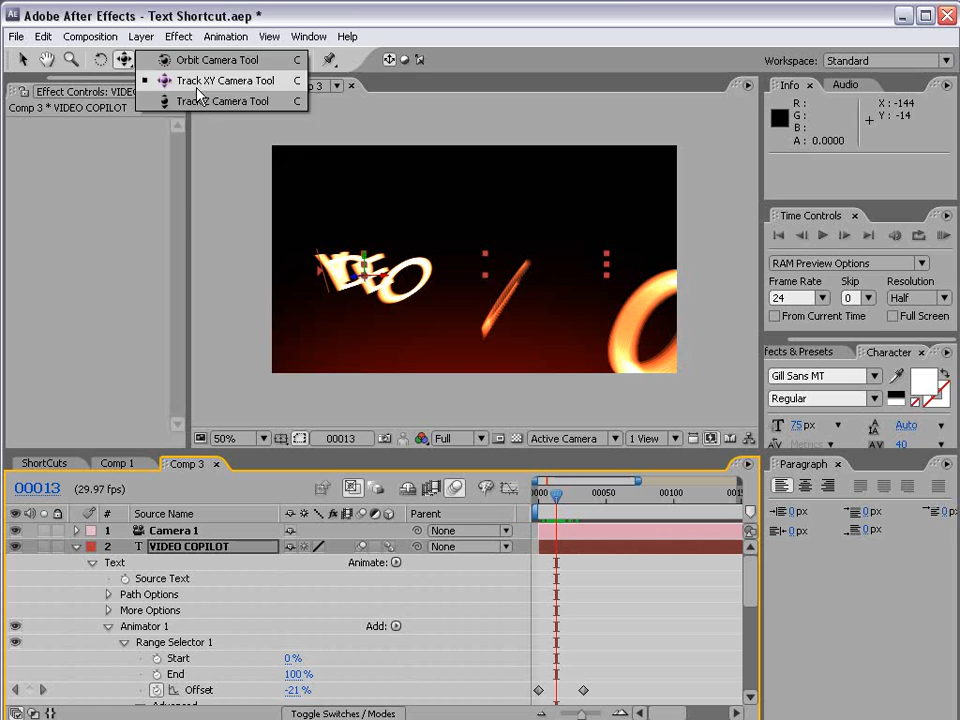 Adobe After Effects - Text Shortcut.aep *
File Edit Composition Layer Effect Animation View Window Help
Orbit Camera Tool C
Track XY Camera Tool C
Track Z Camera Tool C
Workspace: Standard
Effect Controls: VIDEO
Comp 3 * VIDEO COPILOT
Info Audio
R : X : -144
G : Y : -14
B :
A : 0.0000
VIDEO
O
Time Controls
RAM Preview Options
Frame Rate Skip Resolution
24 0 Half
From Current Time Full Screen
ffects & Presets Character
Gill Sans MT
Regular
75 px Auto
Metrics 40
50% 00013 Full Active Camera 1 View
ShortCuts Comp 1 Comp 3
00013 (29.97 fps)
0000 00050 00100 0015
# Source Name Parent
1 Camera 1 None
2 T VIDEO COPILOT None
Text Animate:
Source Text
Path Options
More Options
Animator 1 Add:
Range Selector 1
Start 0 %
End 100 %
Offset -21 %
Toggle Switches / Modes
Paragraph
0 px 0 px 0 px
0 px 0 px